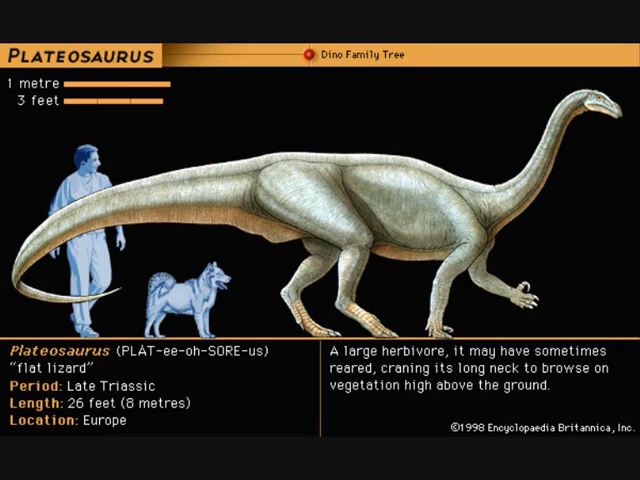 PLATEOSAURUS
Dino Family Tree
1 metre
3 feet
Plateosaurus (PLAT-ee-oh-SORE-us)
“flat lizard”
Period: Late Triassic
Length: 26 feet (8 metres)
Location: Europe
A large herbivore, it may have sometimes
reared, craning its long neck to browse on
vegetation high above the ground.
©1998 Encyclopaedia Britannica, Inc.